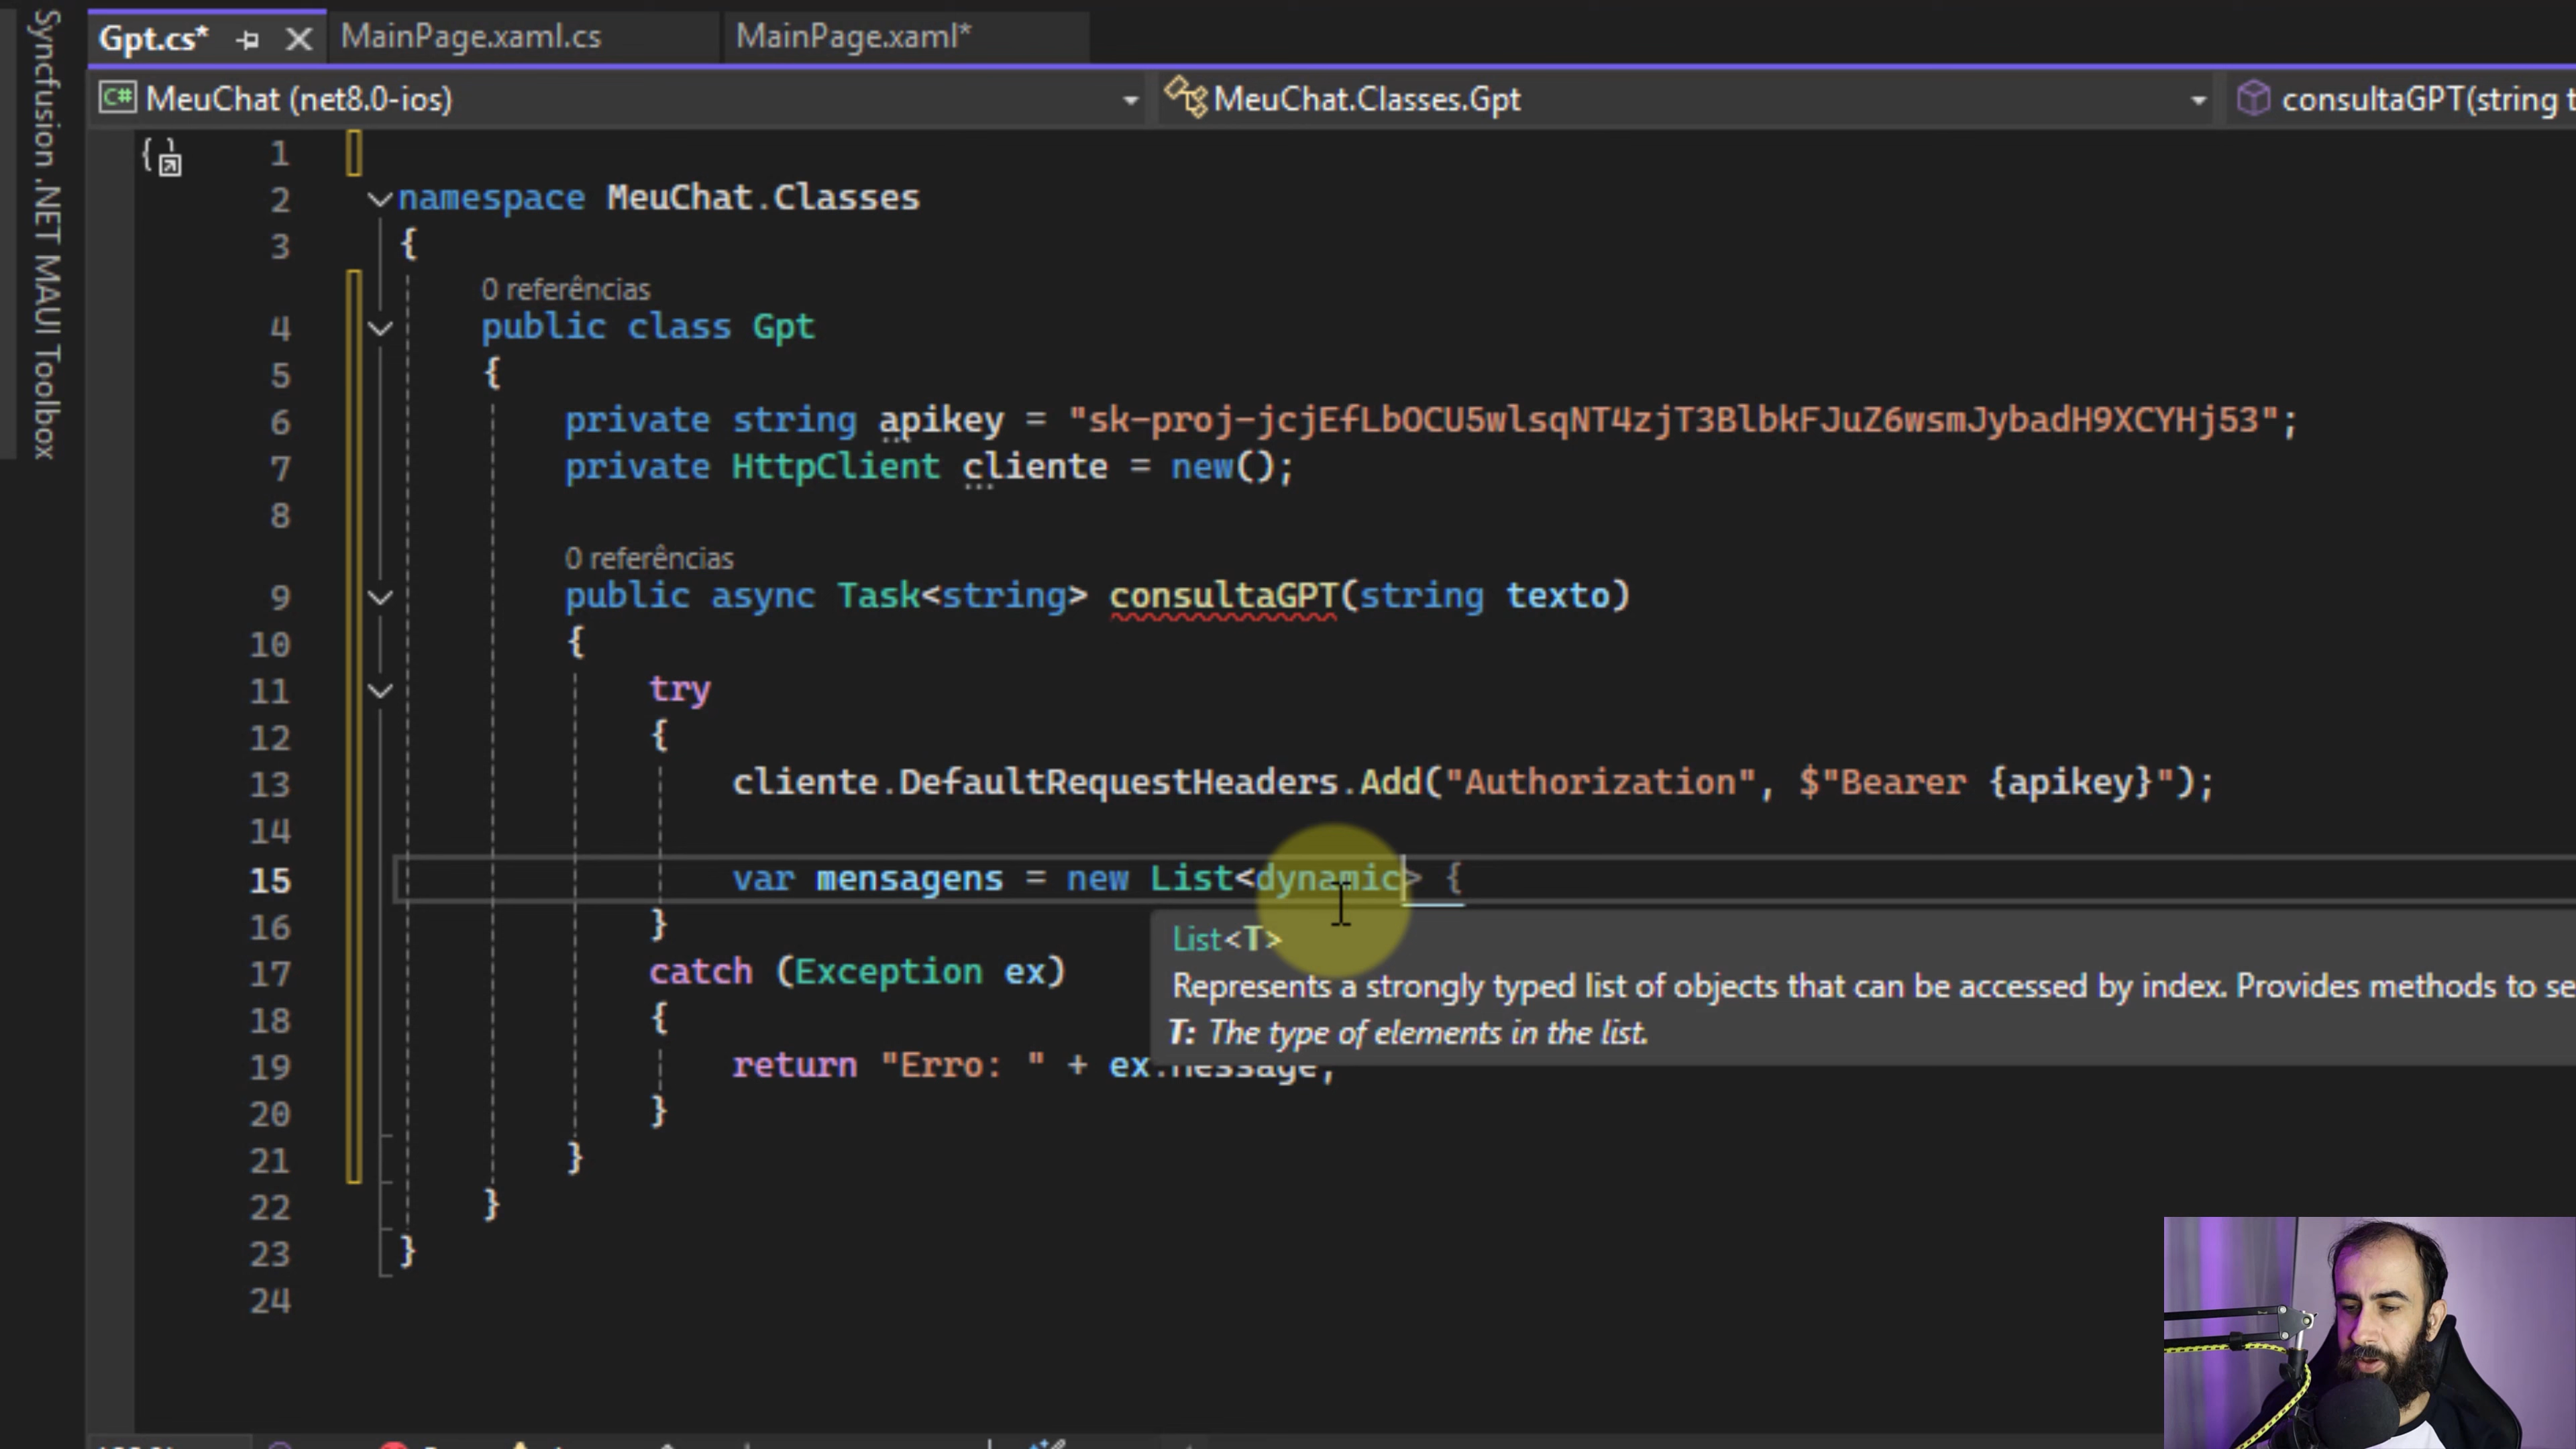 Syncfusion .NET MAUI Toolbox
Gpt.cs* MainPage.xaml.cs MainPage.xaml*
C# MeuChat (net8.0-ios) MeuChat.Classes.Gpt consultaGPT(string t
1
2 namespace MeuChat.Classes
3 {
0 referências
4 public class Gpt
5 {
6 private string apikey = "sk-proj-jcjEfLbOCU5wlsqNT4zjT3BlbkFJuZ6wsmJybadH9XCYHj53";
7 private HttpClient cliente = new();
8
0 referências
9 public async Task<string> consultaGPT(string texto)
10 {
11 try
12 {
13 cliente.DefaultRequestHeaders.Add("Authorization", $"Bearer {apikey}");
14
15 var mensagens = new List<dynamic> {
16 }
List<T>
17 catch (Exception ex)
Represents a strongly typed list of objects that can be accessed by index. Provides methods to se
18 {
T: The type of elements in the list.
19 return "Erro: " + ex.Message;
20 }
21 }
22 }
23 }
24